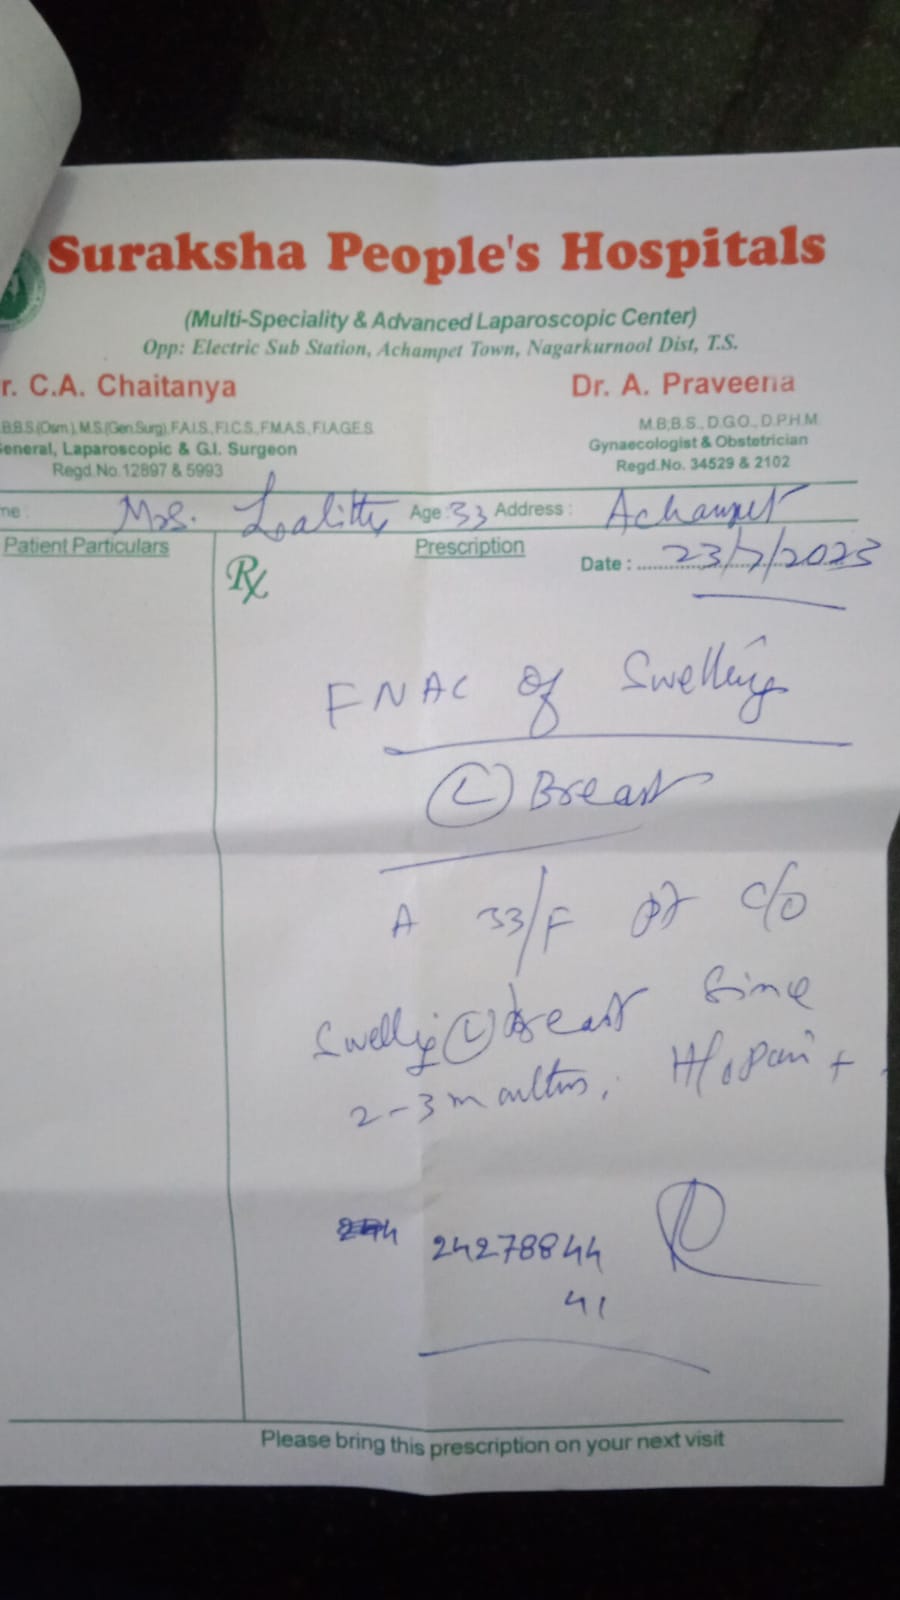 Suraksha People's Hospitals
(Multi-Speciality & Advanced Laparoscopic Center)
Opp: Electric Sub Station, Achampet Town, Nagarkurnool Dist, T.S.
r. C.A. Chaitanya
Dr. A. Praveena
.B.B.S.(Osm.), M.S.(Gen.Surg), F.A.I.S., F.I.C.S., F.M.A.S., F.I.A.G.E.S
M.B;B.S., D.G.O., D.P.H.M
General, Laparoscopic & G.I. Surgeon
Gynaecologist & Obstetrician
Regd.No.12897 & 5993
Regd.No. 34529 & 2102
me : Mrs. Age : 33 Address : Achampet
Patient Particulars
Prescription
Date : 23/7/2023
Rx
FNAC of Swelling
(L) Breast
A 33/F pt c/o
Swelling (L) breast since
2-3 months, H/o pain +
24278844
41
Please bring this prescription on your next visit